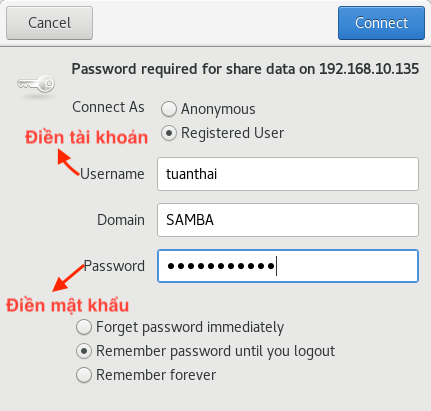 Cancel
Connect
Password required for share data on 192.168.10.135
Connect As
Anonymous
Registered User
Điền tài khoản
Username
tuanthai
Domain
SAMBA
Password
●●●●●●●●●●●
Điền mật khẩu
Forget password immediately
Remember password until you logout
Remember forever